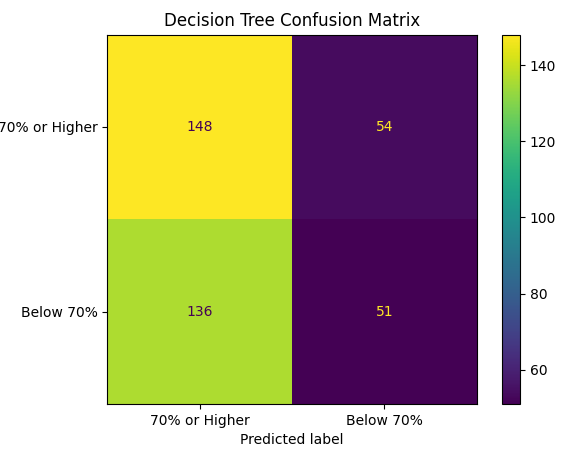 Decision Tree Confusion Matrix
70% or Higher
148
54
Below 70%
136
51
70% or Higher
Below 70%
Predicted label
140
120
100
80
60